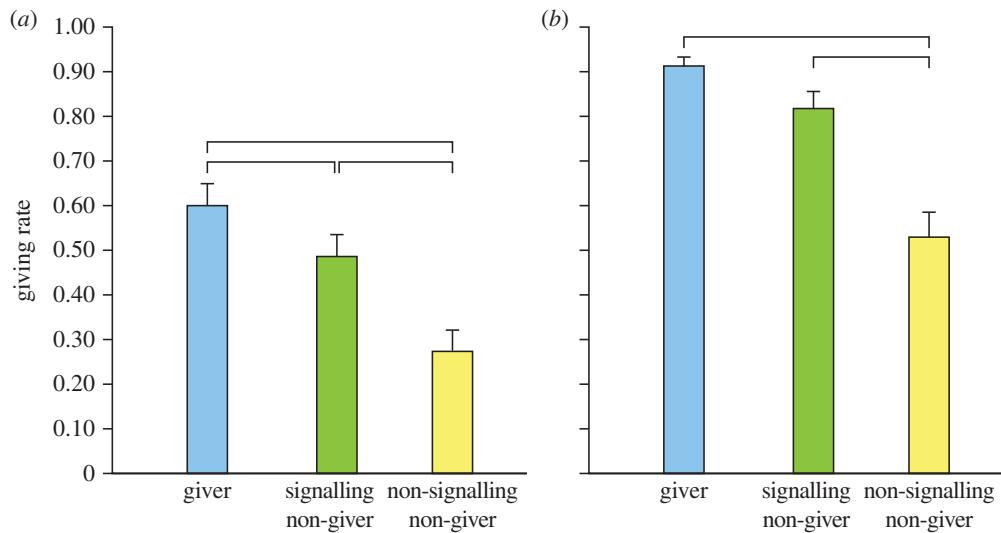 (a)
(b)
1.00
0.90
0.80
0.70
0.60
0.50
0.40
0.30
0.20
0.10
0
giving rate
giver
signalling
non-giver
non-signalling
non-giver
giver
signalling
non-giver
non-signalling
non-giver